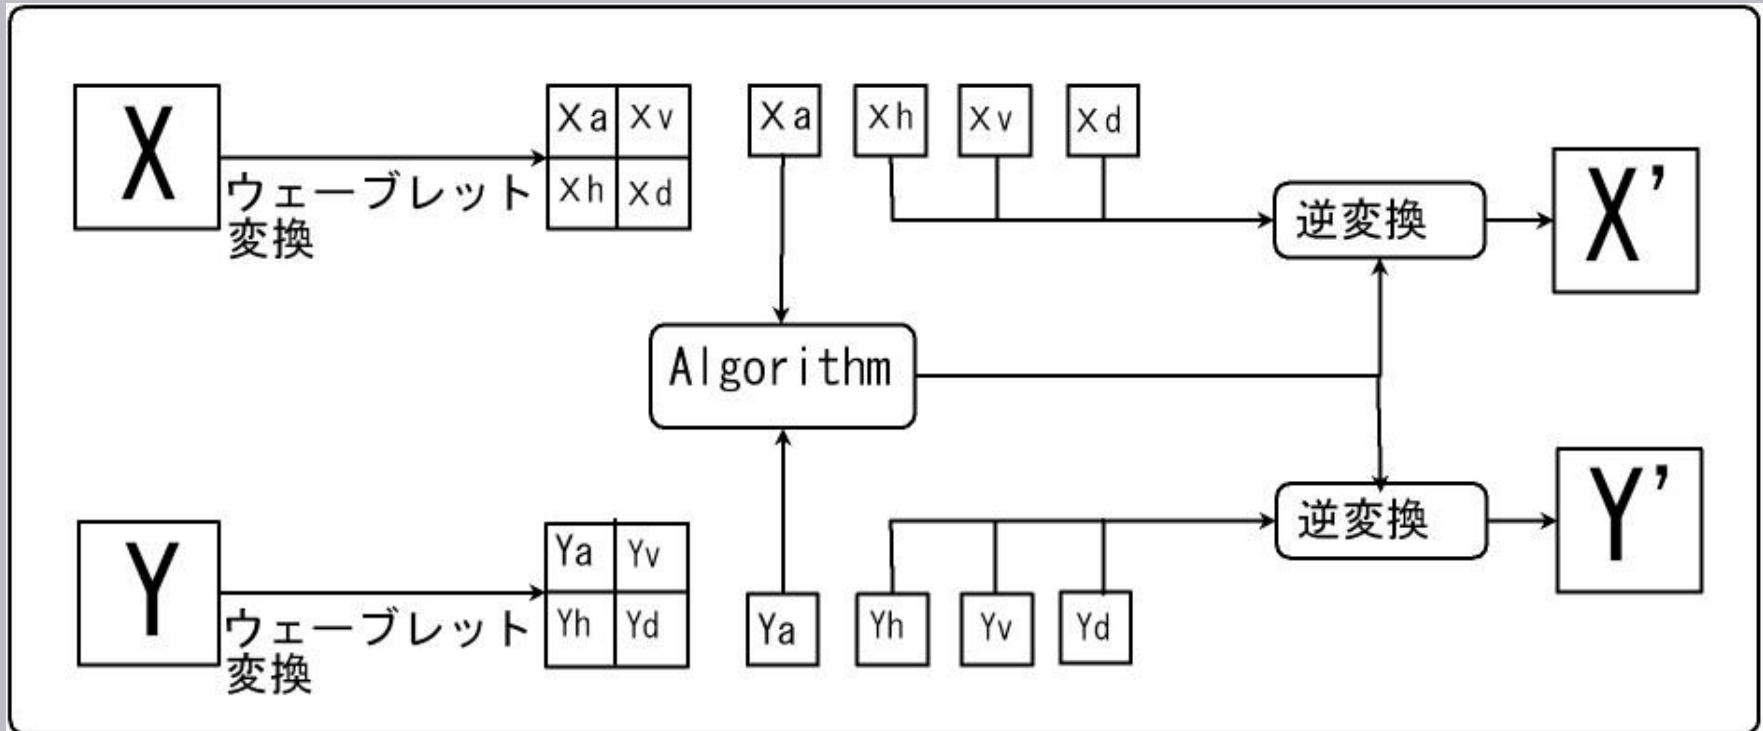 X
ウェーブレット
変換
Xa Xv
Xh Xd
Xa Xh Xv Xd
逆変換
X’
Algorithm
Y
ウェーブレット
変換
Ya Yv
Yh Yd
Ya Yh Yv Yd
逆変換
Y’